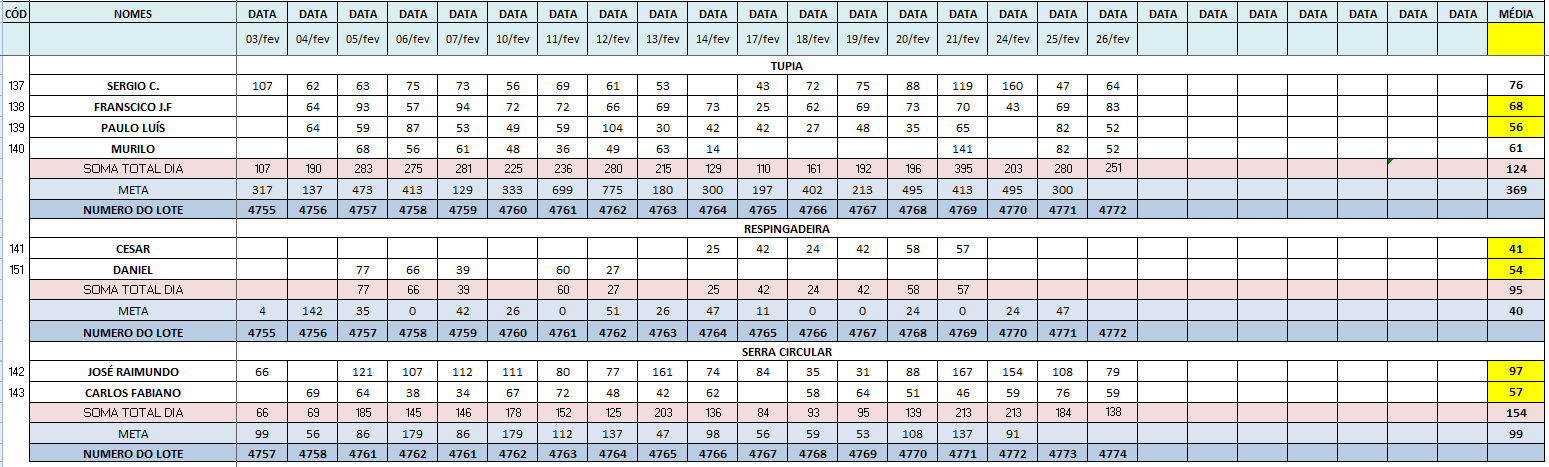 CÓD NOMES DATA DATA DATA DATA DATA DATA DATA DATA DATA DATA DATA DATA DATA DATA DATA DATA DATA DATA DATA DATA DATA DATA DATA DATA DATA MÉDIA
03/fev 04/fev 05/fev 06/fev 07/fev 10/fev 11/fev 12/fev 13/fev 14/fev 17/fev 18/fev 19/fev 20/fev 21/fev 24/fev 25/fev 26/fev
TUPIA
137 SERGIO C. 107 62 63 75 73 56 69 61 53 43 72 75 88 119 160 47 64 76
138 FRANSCICO J.F 64 93 57 94 72 72 66 69 73 25 62 69 73 70 43 69 83 68
139 PAULO LUÍS 64 59 87 53 49 59 104 30 42 42 27 48 35 65 82 52 56
140 MURILO 68 56 61 48 36 49 63 14 141 82 52 61
SOMA TOTAL DIA 107 190 283 275 281 225 236 280 215 129 110 161 192 196 395 203 280 251 124
META 317 137 473 413 129 333 699 775 180 300 197 402 213 495 413 495 300 369
NUMERO DO LOTE 4755 4756 4757 4758 4759 4760 4761 4762 4763 4764 4765 4766 4767 4768 4769 4770 4771 4772
RESPINGADEIRA
141 CESAR 25 42 24 42 58 57 41
151 DANIEL 77 66 39 60 27 54
SOMA TOTAL DIA 77 66 39 60 27 25 42 24 42 58 57 95
META 4 142 35 0 42 26 0 51 26 47 11 0 0 24 0 24 47 40
NUMERO DO LOTE 4755 4756 4757 4758 4759 4760 4761 4762 4763 4764 4765 4766 4767 4768 4769 4770 4771 4772
SERRA CIRCULAR
142 JOSÉ RAIMUNDO 66 121 107 112 111 80 77 161 74 84 35 31 88 167 154 108 79 97
143 CARLOS FABIANO 69 64 38 34 67 72 48 42 62 58 64 51 46 59 76 59 57
SOMA TOTAL DIA 66 69 185 145 146 178 152 125 203 136 84 93 95 139 213 213 184 138 154
META 99 56 86 179 86 179 112 137 47 98 56 59 53 108 137 91 99
NUMERO DO LOTE 4757 4758 4761 4762 4761 4762 4763 4764 4765 4766 4767 4768 4769 4770 4771 4772 4773 4774